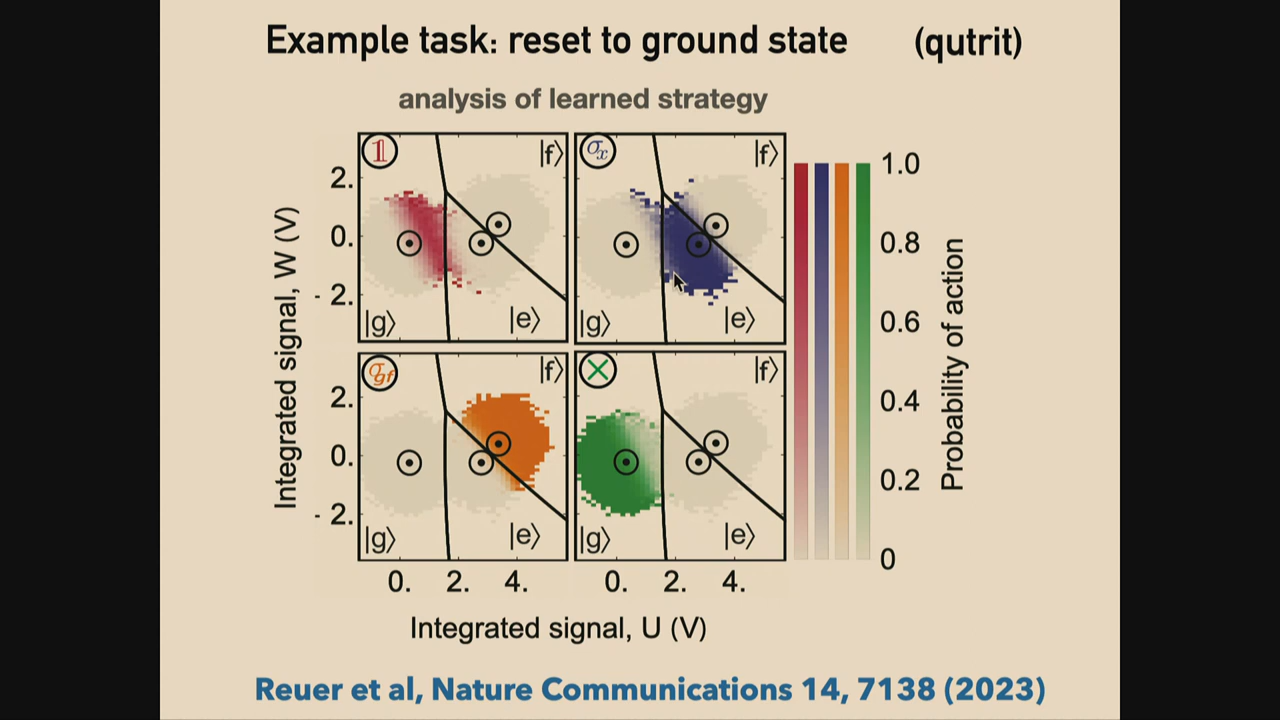 Example task: reset to ground state (qutrit)
analysis of learned strategy
𝟙 |f⟩
|g⟩ |e⟩
σx |f⟩
|g⟩ |e⟩
σgf |f⟩
|g⟩ |e⟩
× |f⟩
|g⟩ |e⟩
2.
0.
- 2.
2.
0.
- 2.
Integrated signal, W (V)
0. 2. 4.
0. 2. 4.
Integrated signal, U (V)
1.0
0.8
0.6
0.4
0.2
0
Probability of action
Reuer et al, Nature Communications 14, 7138 (2023)